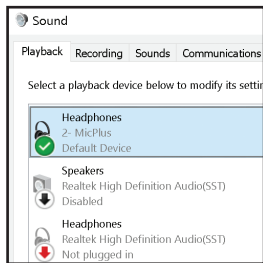 Sound
Playback Recording Sounds Communications
Select a playback device below to modify its
Headphones
2- MicPlus
Default Device
Speakers
Realtek High Definition Audio(SST)
Disabled
Headphones
Realtek High Definition Audio(SST)
Not plugged in